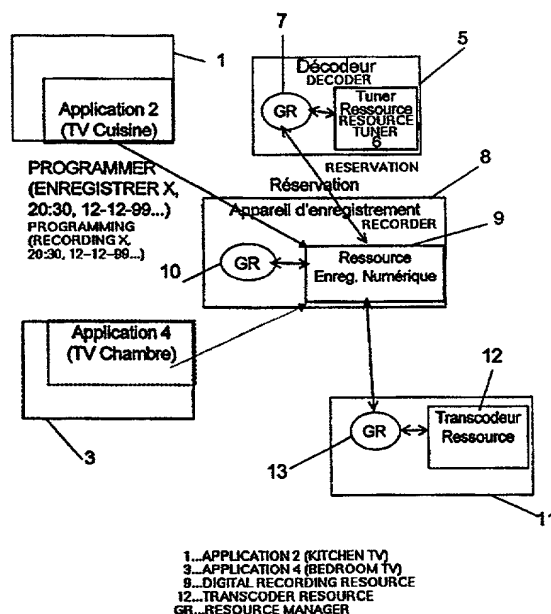 7
5
1
Décodeur
DECODER
Application 2
(TV Cuisine)
GR
Tuner
Ressource
RESOURCE
TUNER
6
RESERVATION
PROGRAMMER
(ENREGISTRER X,
20:30, 12-12-99...)
PROGRAMMING
(RECORDING X,
20:30, 12-12-99...)
8
Réservation
Appareil d'enregistrement
RECORDER
9
GR
10
Ressource
Enreg. Numérique
Application 4
(TV Chambre)
3
12
GR
13
Transcodeur
Ressource
11
1...APPLICATION 2 (KITCHEN TV)
3...APPLICATION 4 (BEDROOM TV)
9...DIGITAL RECORDING RESOURCE
12...TRANSCODER RESOURCE
GR...RESOURCE MANAGER